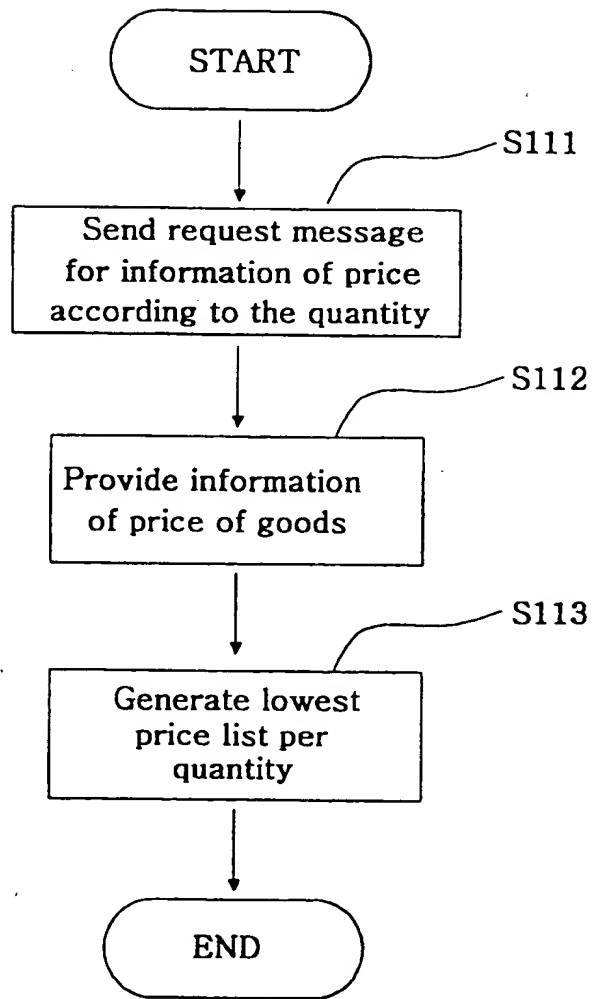 START
S111
Send request message
for information of price
according to the quantity
S112
Provide information
of price of goods
S113
Generate lowest
price list per
quantity
END